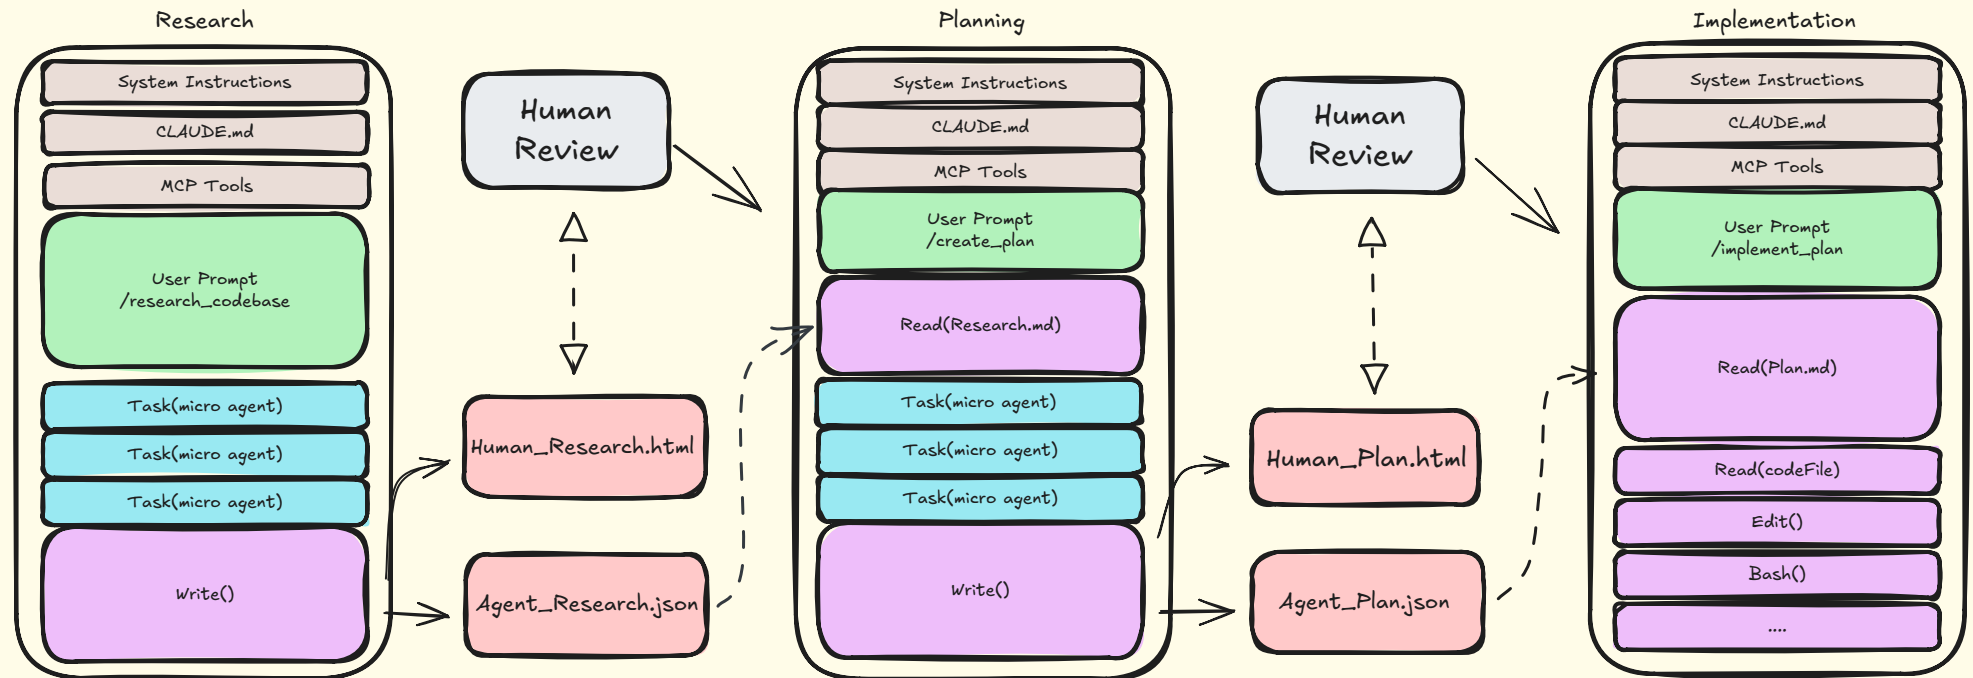 Research
System Instructions
CLAUDE.md
MCP Tools
User Prompt
/research_codebase
Task(micro agent)
Task(micro agent)
Task(micro agent)
Write()
Human
Review
Human_Research.html
Agent_Research.json
Planning
System Instructions
CLAUDE.md
MCP Tools
User Prompt
/create_plan
Read(Research.md)
Task(micro agent)
Task(micro agent)
Task(micro agent)
Write()
Human
Review
Human_Plan.html
Agent_Plan.json
Implementation
System Instructions
CLAUDE.md
MCP Tools
User Prompt
/implement_plan
Read(Plan.md)
Read(codeFile)
Edit()
Bash()
....